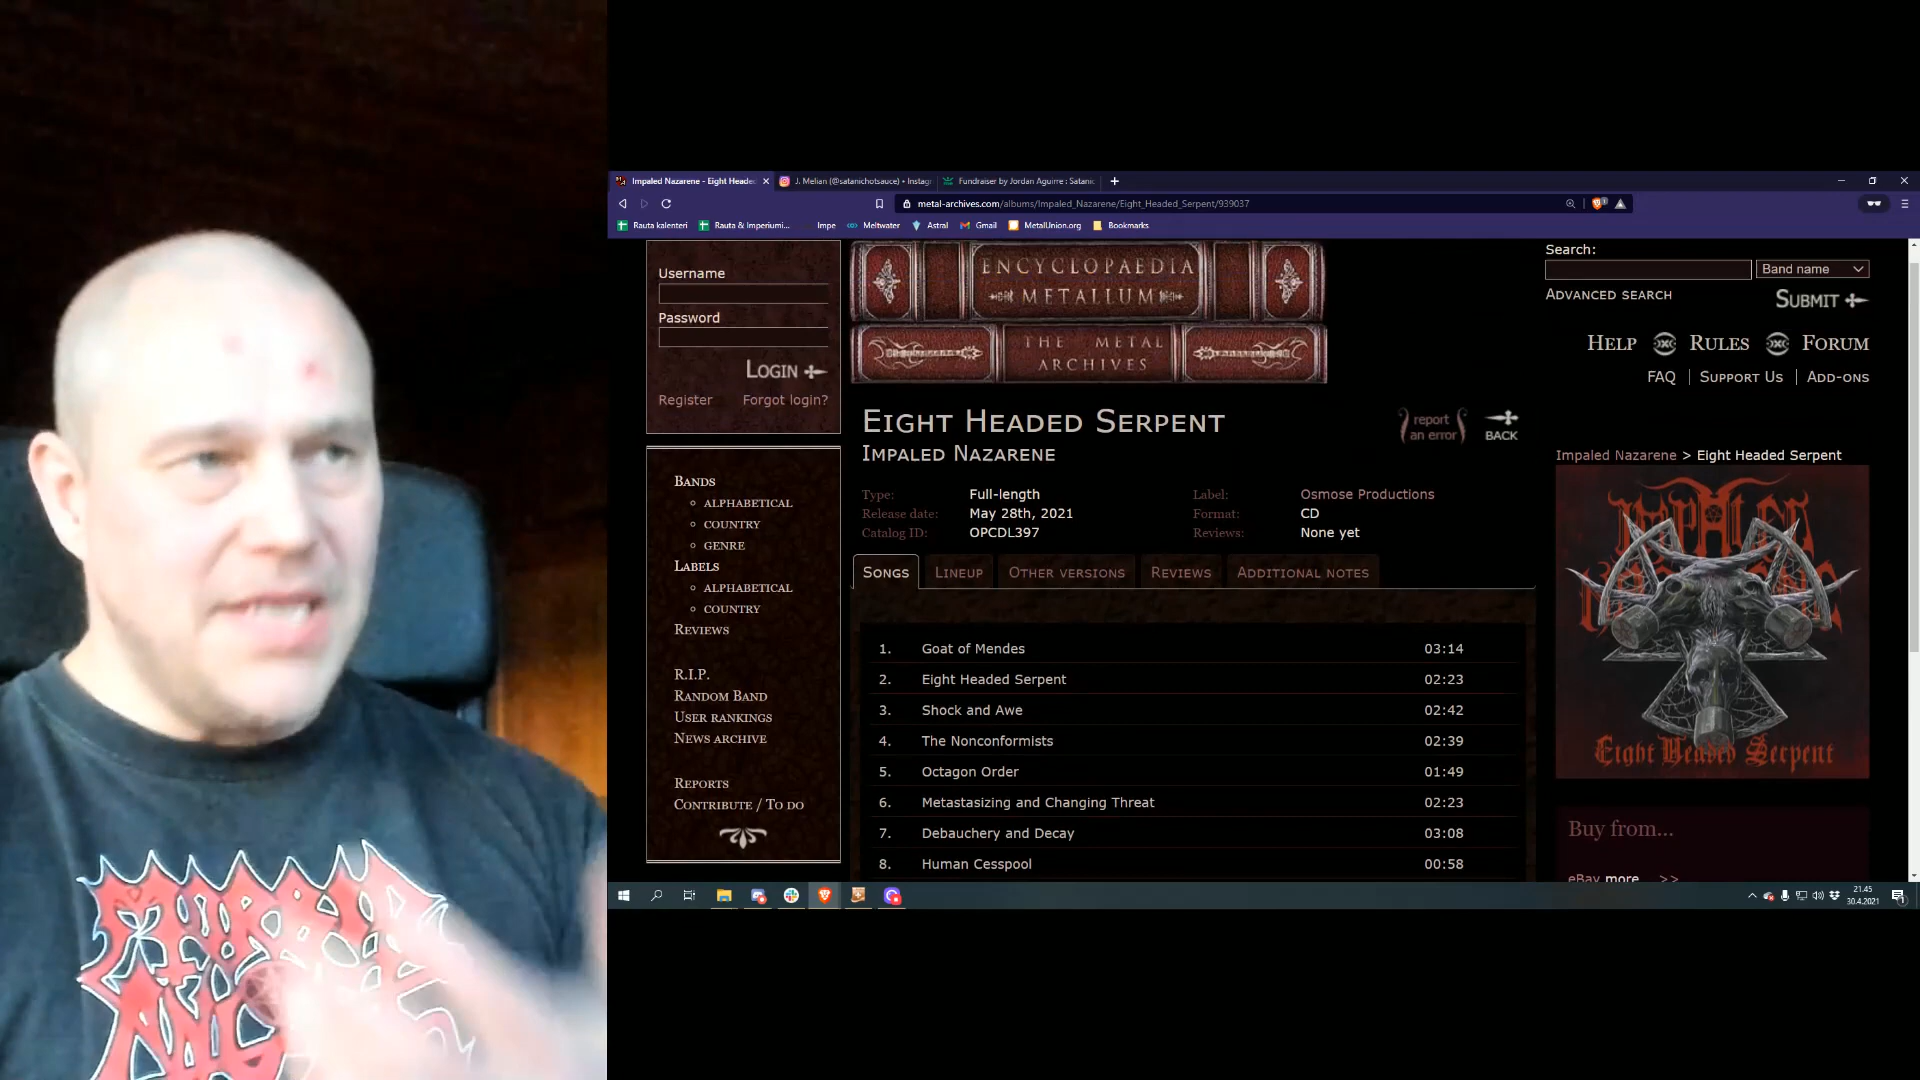 Impaled Nazarene - Eight Headed
J. Melian (@satanichotsauce) • Instag
Fundraiser by Jordan Aguirre : Satanic
metal-archives.com/albums/Impaled_Nazarene/Eight_Headed_Serpent/939037
Rauta kalenteri
Rauta & Imperiumi...
Impe
Meltwater
Astral
Gmail
MetalUnion.org
Bookmarks
Username
Password
LOGIN
Register
Forgot login?
ENCYCLOPAEDIA
METALLUM
THE METAL
ARCHIVES
Search:
Band name
ADVANCED SEARCH
SUBMIT
HELP
RULES
FORUM
FAQ
SUPPORT US
ADD-ONS
BANDS
ALPHABETICAL
COUNTRY
GENRE
LABELS
ALPHABETICAL
COUNTRY
REVIEWS
R.I.P.
RANDOM BAND
USER RANKINGS
NEWS ARCHIVE
REPORTS
CONTRIBUTE / TO DO
EIGHT HEADED SERPENT
IMPALED NAZARENE
report
an error
BACK
Type: Full-length
Release date: May 28th, 2021
Catalog ID: OPCDL397
Label: Osmose Productions
Format: CD
Reviews: None yet
SONGS
LINEUP
OTHER VERSIONS
REVIEWS
ADDITIONAL NOTES
1. Goat of Mendes 03:14
2. Eight Headed Serpent 02:23
3. Shock and Awe 02:42
4. The Nonconformists 02:39
5. Octagon Order 01:49
6. Metastasizing and Changing Threat 02:23
7. Debauchery and Decay 03:08
8. Human Cesspool 00:58
Impaled Nazarene > Eight Headed Serpent
IMPALED
NAZARENE
Eight Headed Serpent
Buy from...
eBay more... >>
21.45
30.4.2021